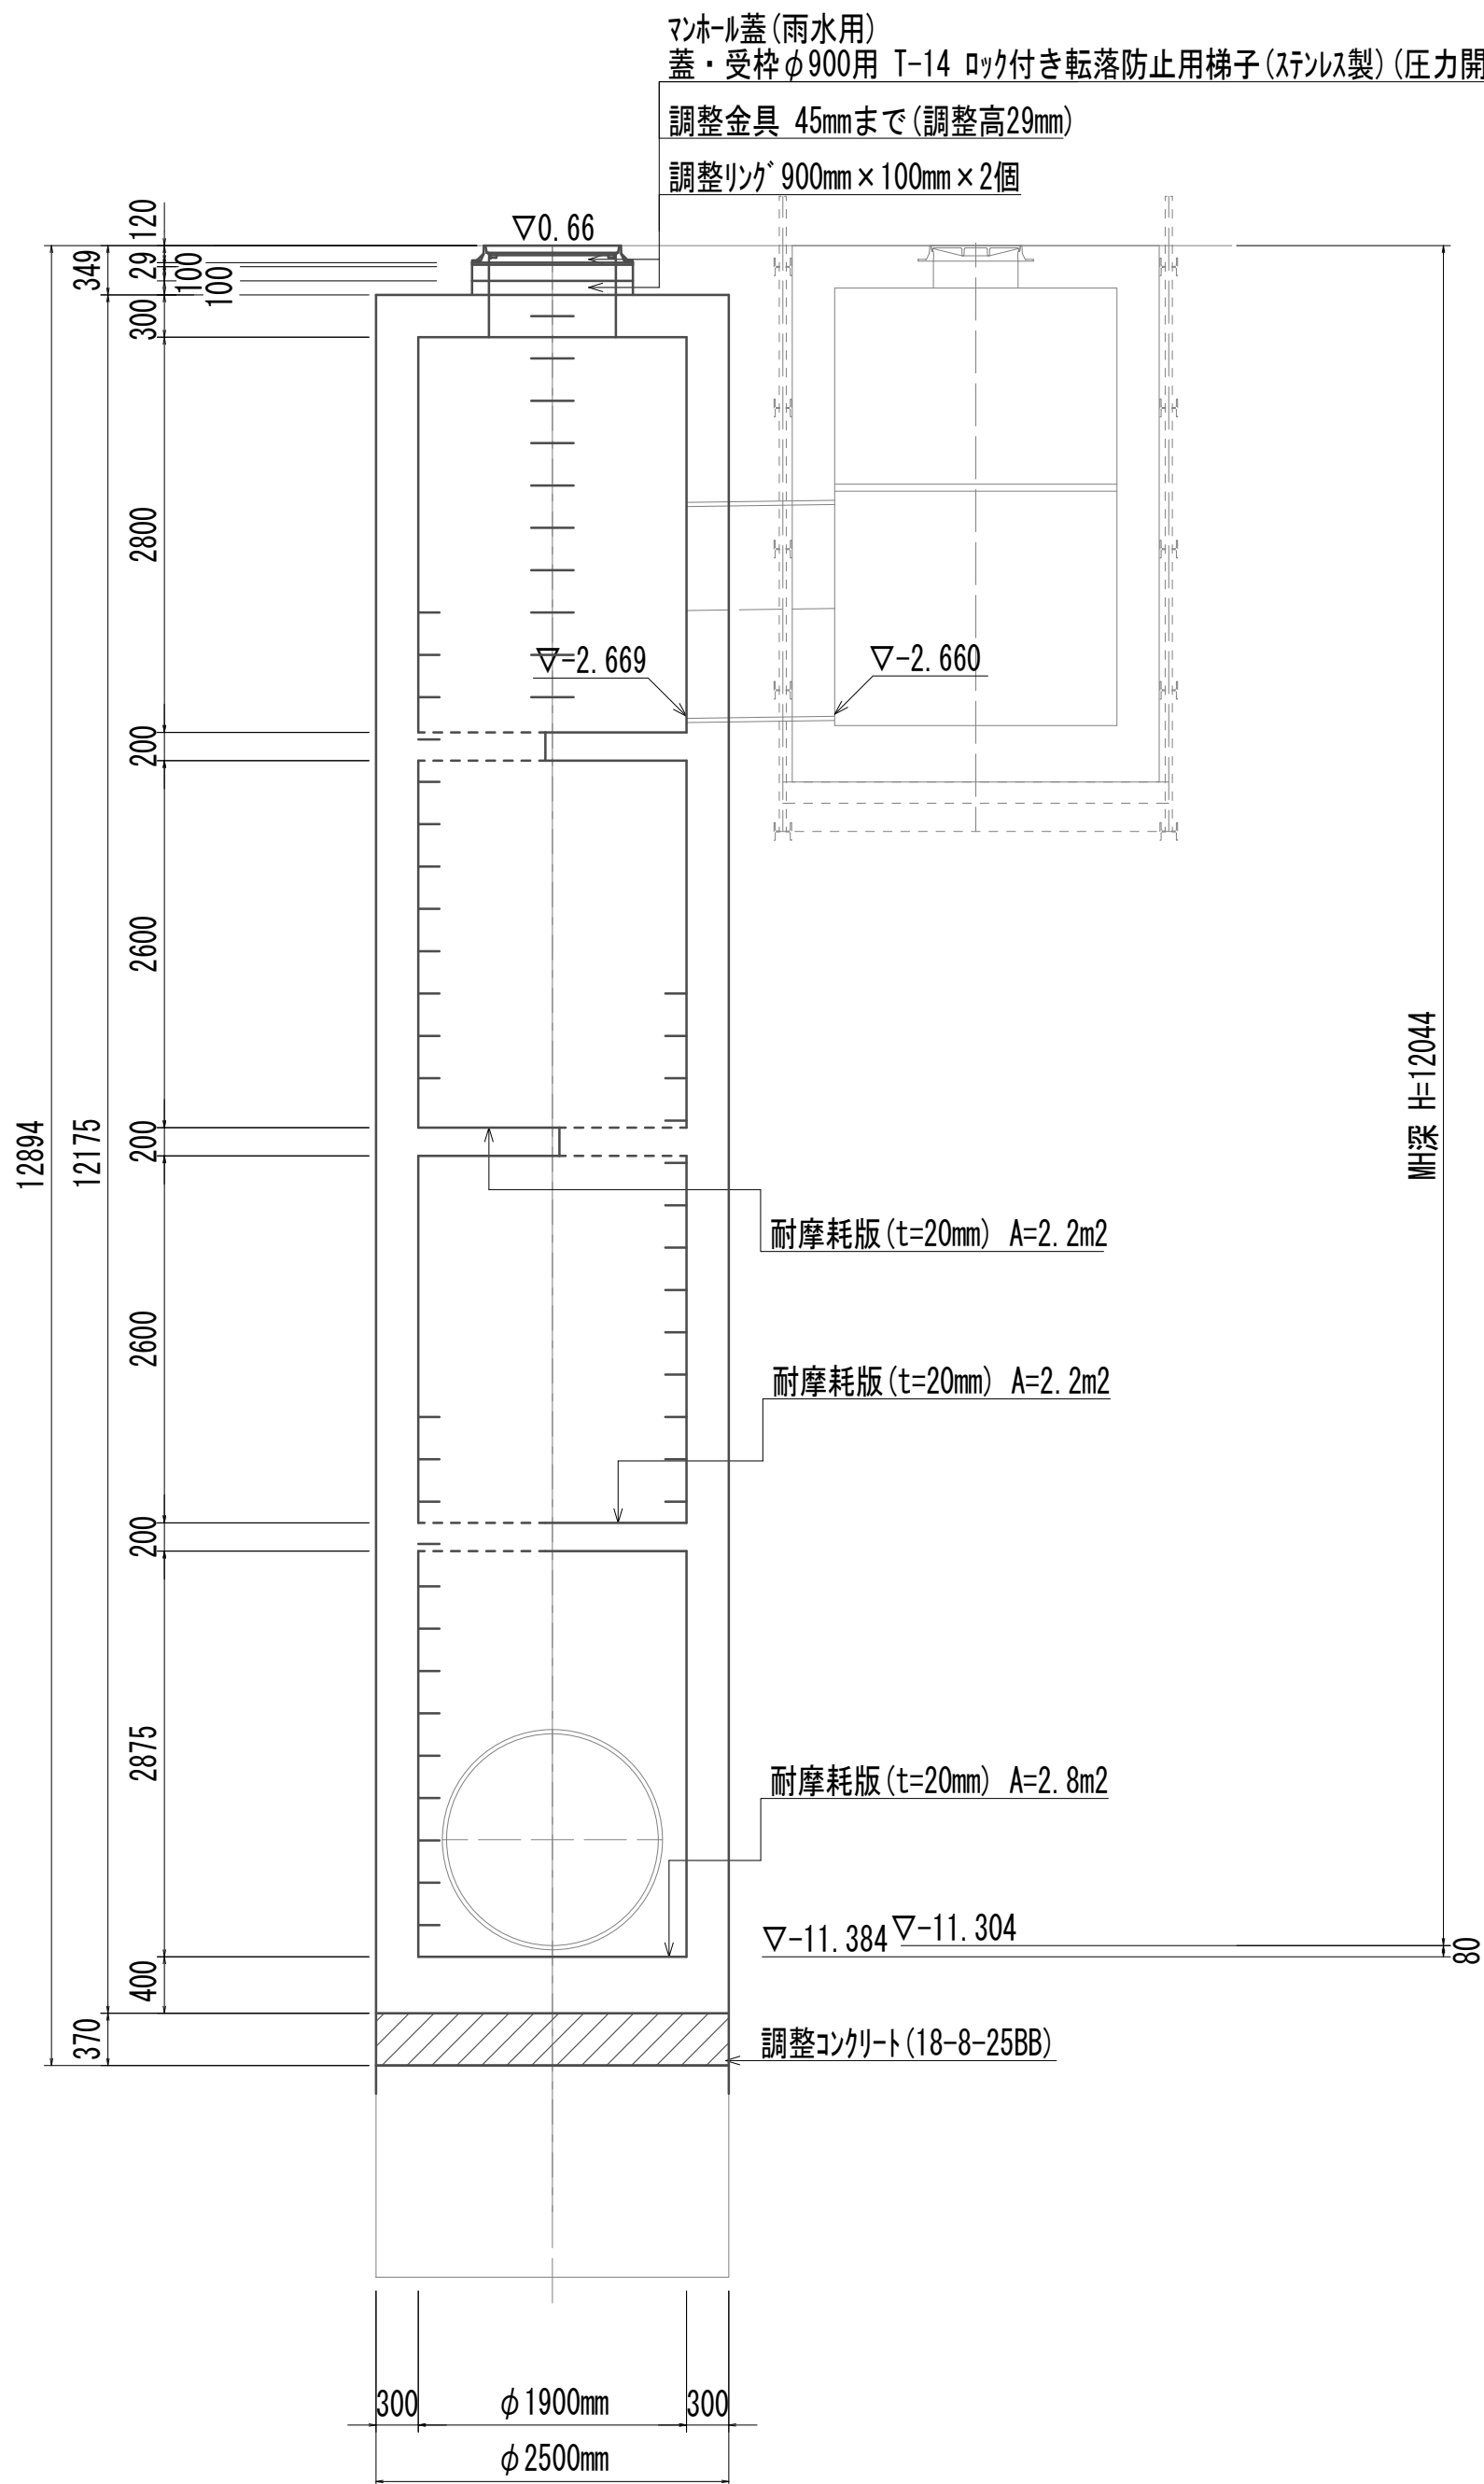 マンホール蓋(雨水用)
蓋・受枠φ900用 T-14 ロック付き転落防止用梯子(ステンレス製)(圧力開
調整金具 45mmまで(調整高29mm)
調整リング 900mm×100mm×2個
▽0.66
120
29
100
100
349
300
2800
▽-2.669
▽-2.660
200
2600
200
12894
12175
MH深 H=12044
耐摩耗版(t=20mm) A=2.2m2
2600
耐摩耗版(t=20mm) A=2.2m2
200
2875
耐摩耗版(t=20mm) A=2.8m2
▽-11.384
▽-11.304
80
400
370
調整コンクリート(18-8-25BB)
300
φ1900mm
300
φ2500mm